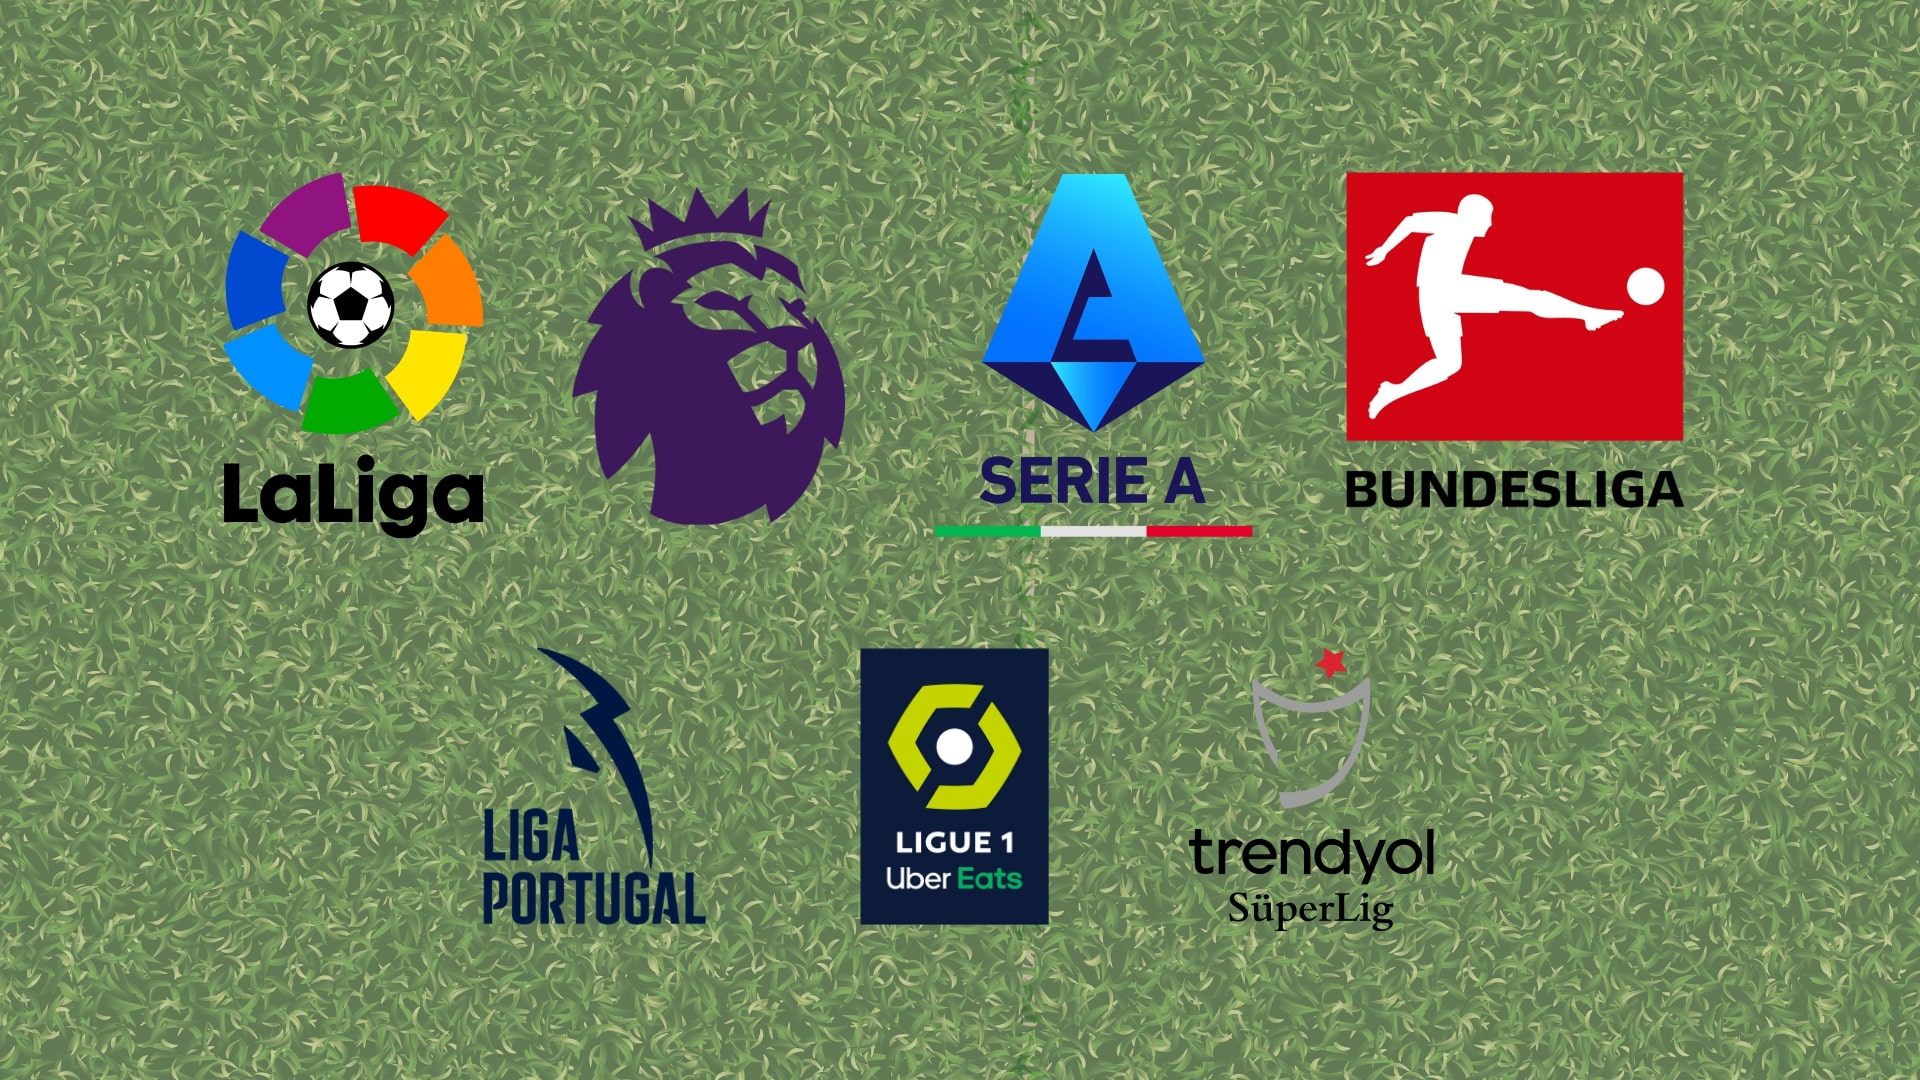 LaLiga
SERIE A
BUNDESLIGA
LIGA
PORTUGAL
LIGUE 1
Uber Eats
trendyol
SüperLig